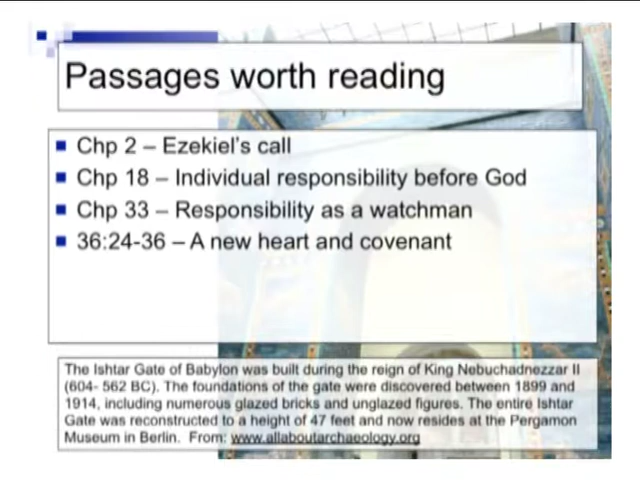 Passages worth reading
Chp 2 – Ezekiel's call
Chp 18 – Individual responsibility before God
Chp 33 – Responsibility as a watchman
36:24-36 – A new heart and covenant
The Ishtar Gate of Babylon was built during the reign of King Nebuchadnezzar II
(604- 562 BC). The foundations of the gate were discovered between 1899 and
1914, including numerous glazed bricks and unglazed figures. The entire Ishtar
Gate was reconstructed to a height of 47 feet and now resides at the Pergamon
Museum in Berlin. From: www.allaboutarchaeology.org